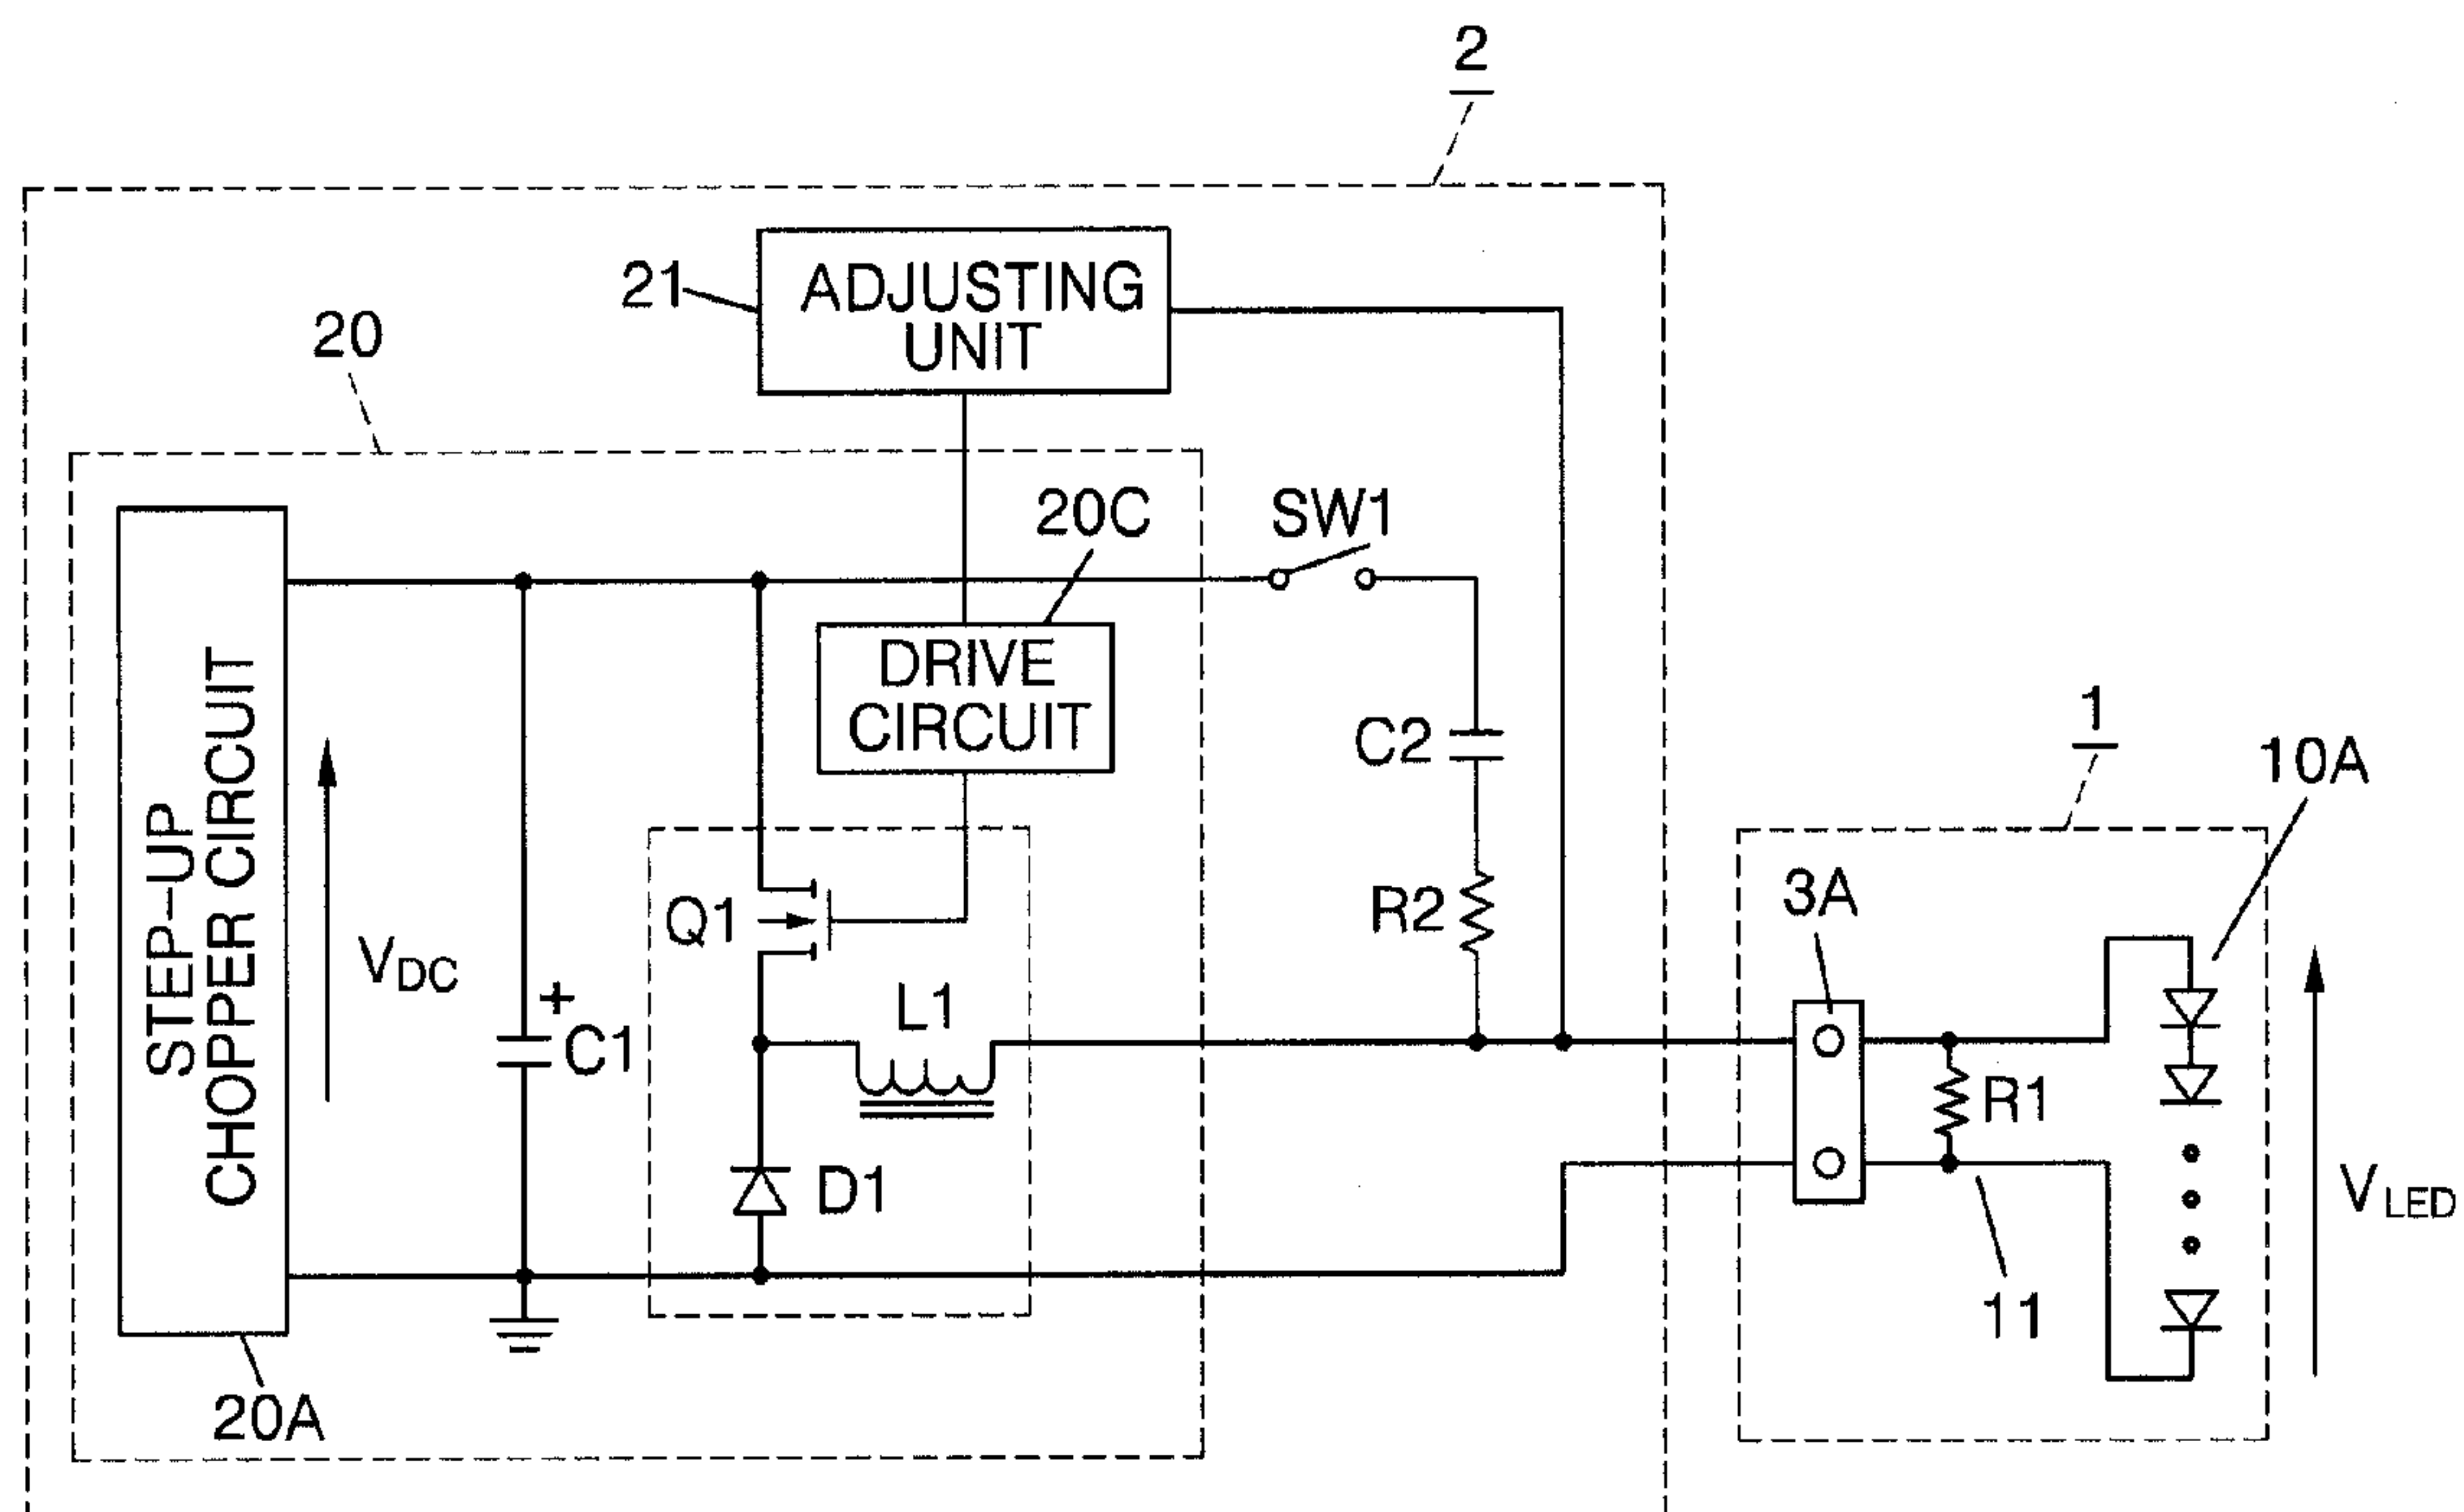 2
21
ADJUSTING
UNIT
20
20C
SW1
DRIVE
CIRCUIT
STEP-UP
CHOPPER CIRCUIT
VDC
C2
1
10A
Q1
R2
3A
+
C1
L1
R1
D1
VLED
11
20A